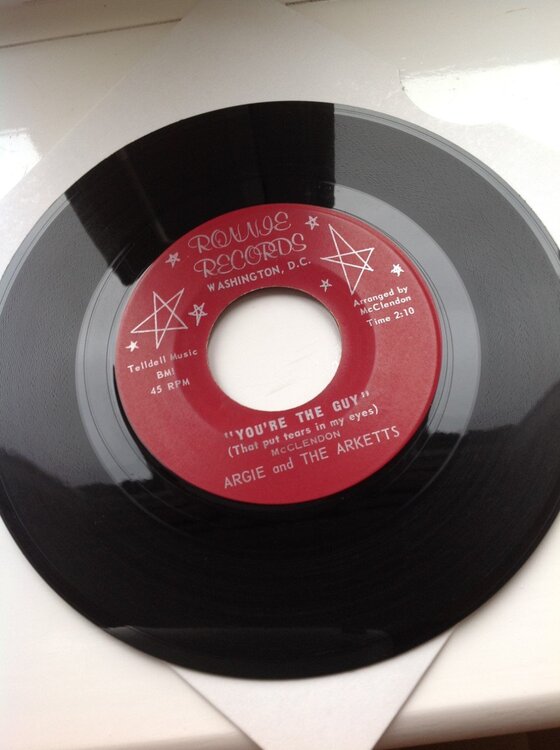 RONNIE
RECORDS
WASHINGTON, D.C.
Arranged by
McClendon
Time 2:10
Telldell Music
BMI
45 RPM
"YOU'RE THE GUY"
(That put tears in my eyes)
McCLENDON
ARGIE and THE ARKETTS